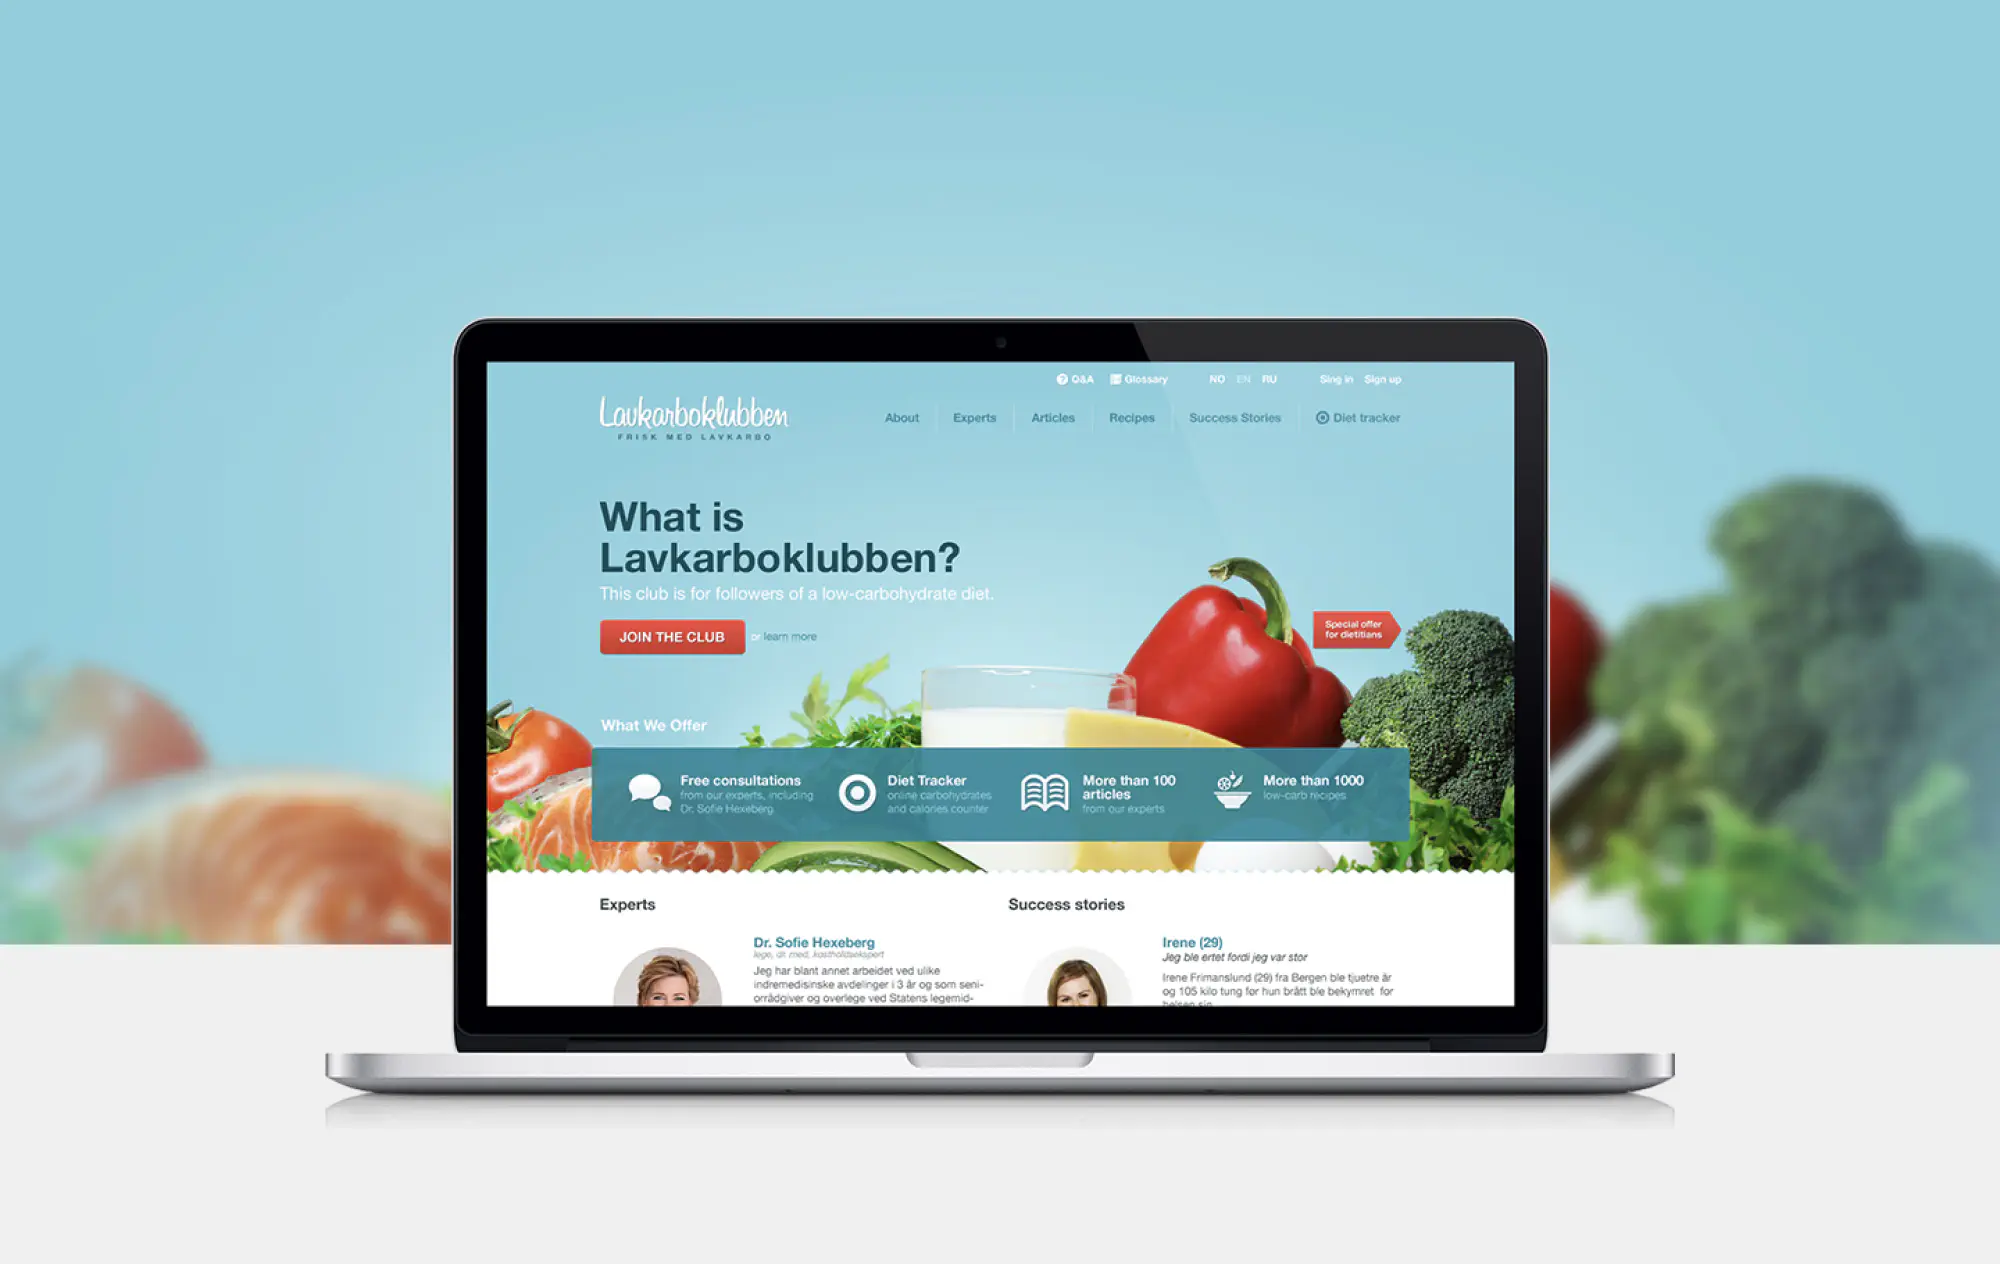 Q&A Glossary NO EN RU Sing in Sign up
Lavkarboklubben
FRISK MED LAVKARBO
About Experts Articles Recipes Success Stories Diet tracker
What is
Lavkarboklubben?
This club is for followers of a low-carbohydrate diet.
JOIN THE CLUB or learn more
Special offer
for dietitians
What We Offer
Free consultations
from our experts, including
Dr. Sofie Hexeberg
Diet Tracker
online carbohydrates
and calories counter
More than 100
articles
from our experts
More than 1000
low-carb recipes
Experts
Dr. Sofie Hexeberg
lege, dr. med, kostholdsekspert
Jeg har blant annet arbeidet ved ulike
indremedisinske avdelinger i 3 år og som seni-
orrådgiver og overlege ved Statens legemid-
Success stories
Irene (29)
Jeg ble ertet fordi jeg var stor
Irene Frimanslund (29) fra Bergen ble tjuetre år
og 105 kilo tung før hun brått ble bekymret for
helsen sin